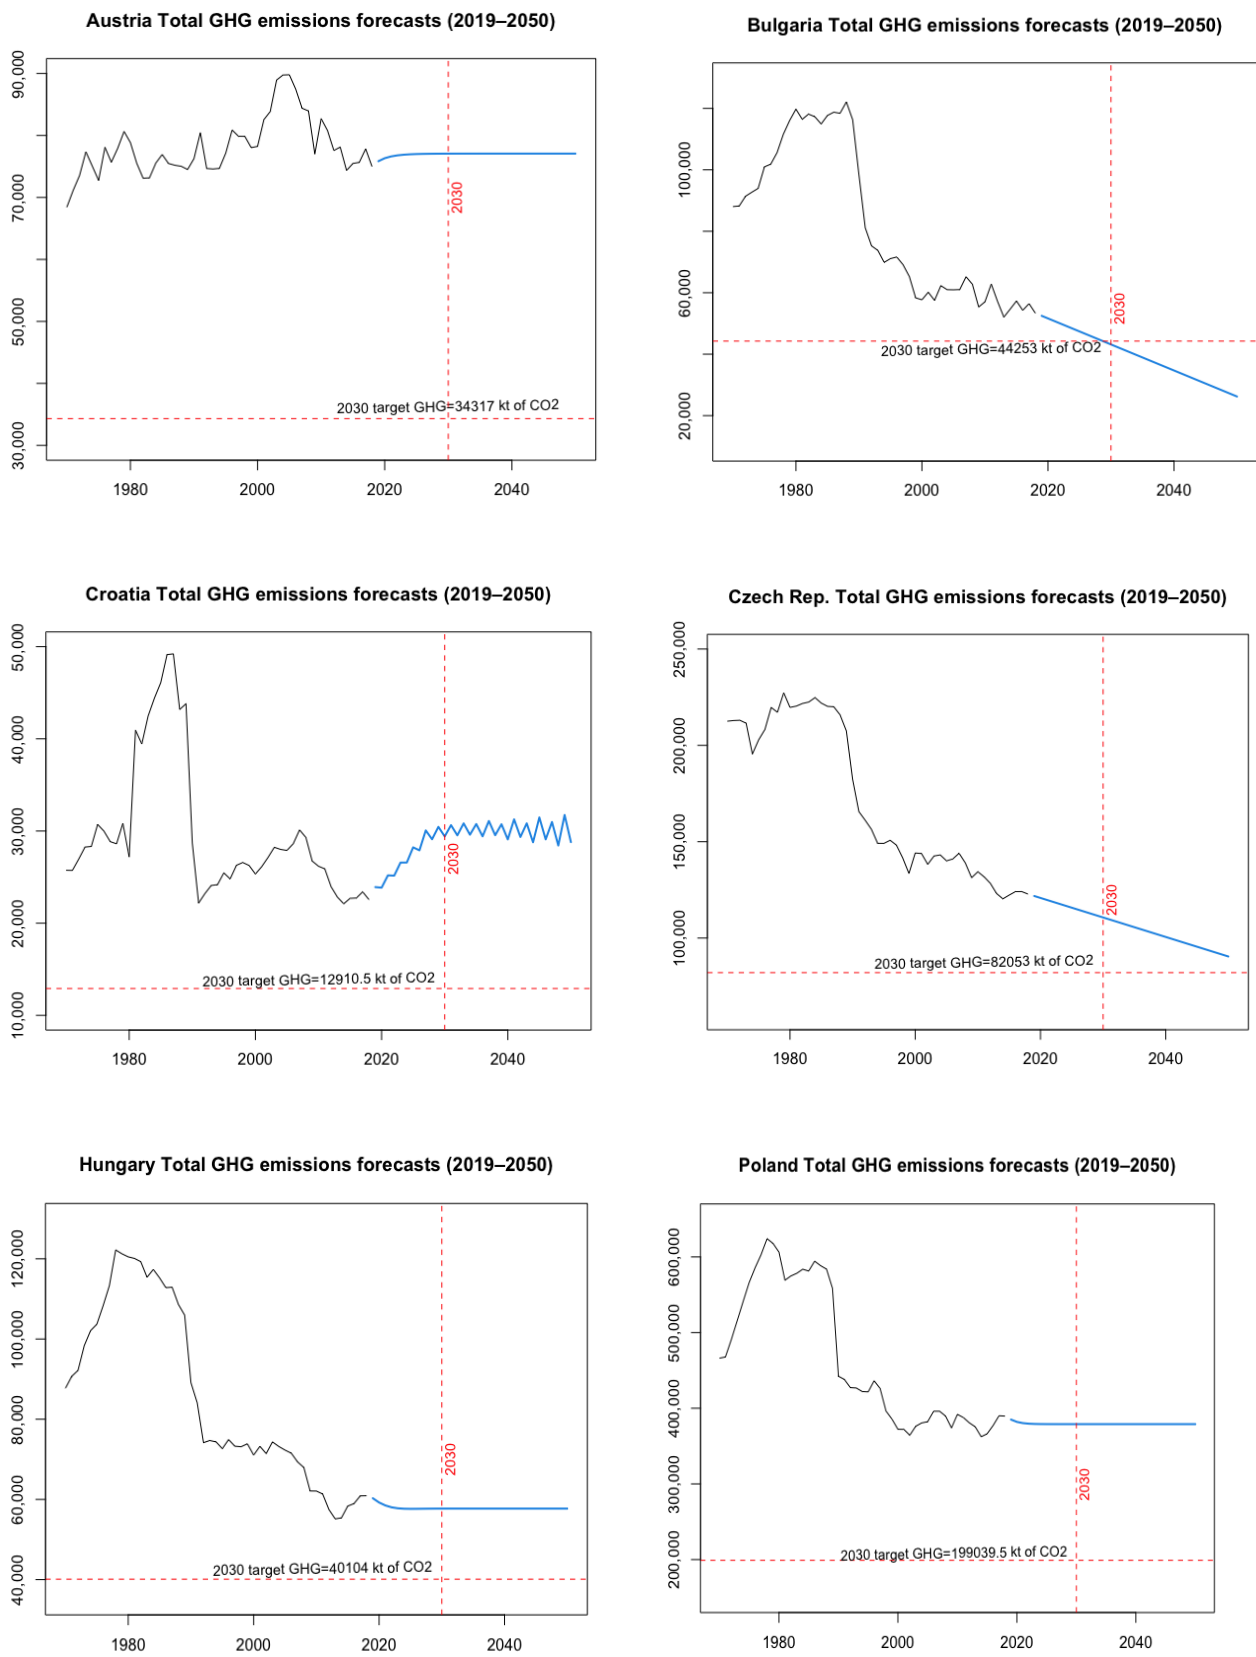 Austria Total GHG emissions forecasts (2019–2050)
90,000
70,000
50,000
30,000
2030
2030 target GHG=34317 kt of CO2
1980 2000 2020 2040
Bulgaria Total GHG emissions forecasts (2019–2050)
100,000
60,000
20,000
2030
2030 target GHG=44253 kt of CO2
1980 2000 2020 2040
Croatia Total GHG emissions forecasts (2019–2050)
50,000
40,000
30,000
20,000
10,000
2030
2030 target GHG=12910.5 kt of CO2
1980 2000 2020 2040
Czech Rep. Total GHG emissions forecasts (2019–2050)
250,000
200,000
150,000
100,000
2030
2030 target GHG=82053 kt of CO2
1980 2000 2020 2040
Hungary Total GHG emissions forecasts (2019–2050)
120,000
100,000
80,000
60,000
40,000
2030
2030 target GHG=40104 kt of CO2
1980 2000 2020 2040
Poland Total GHG emissions forecasts (2019–2050)
600,000
500,000
400,000
300,000
200,000
2030
2030 target GHG=199039.5 kt of CO2
1980 2000 2020 2040